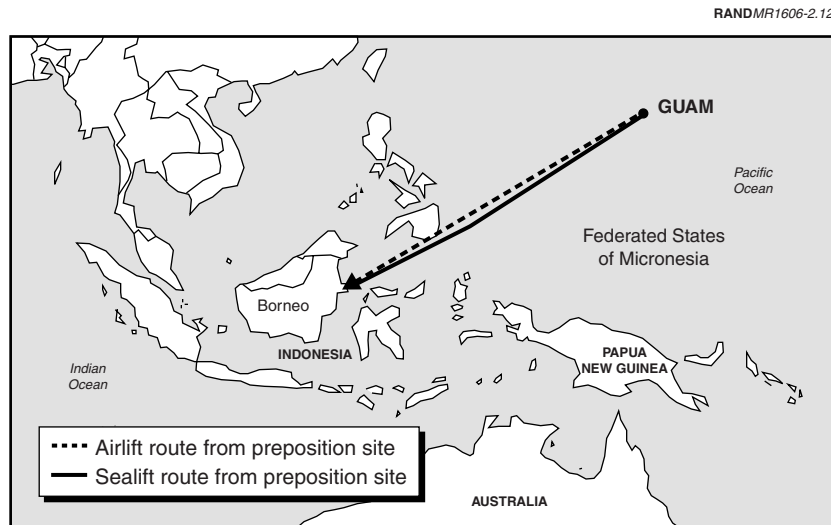 RANDMR1606-2.12
GUAM
Pacific
Ocean
Federated States
of Micronesia
Borneo
INDONESIA
PAPUA
NEW GUINEA
Indian
Ocean
Airlift route from preposition site
Sealift route from preposition site
AUSTRALIA